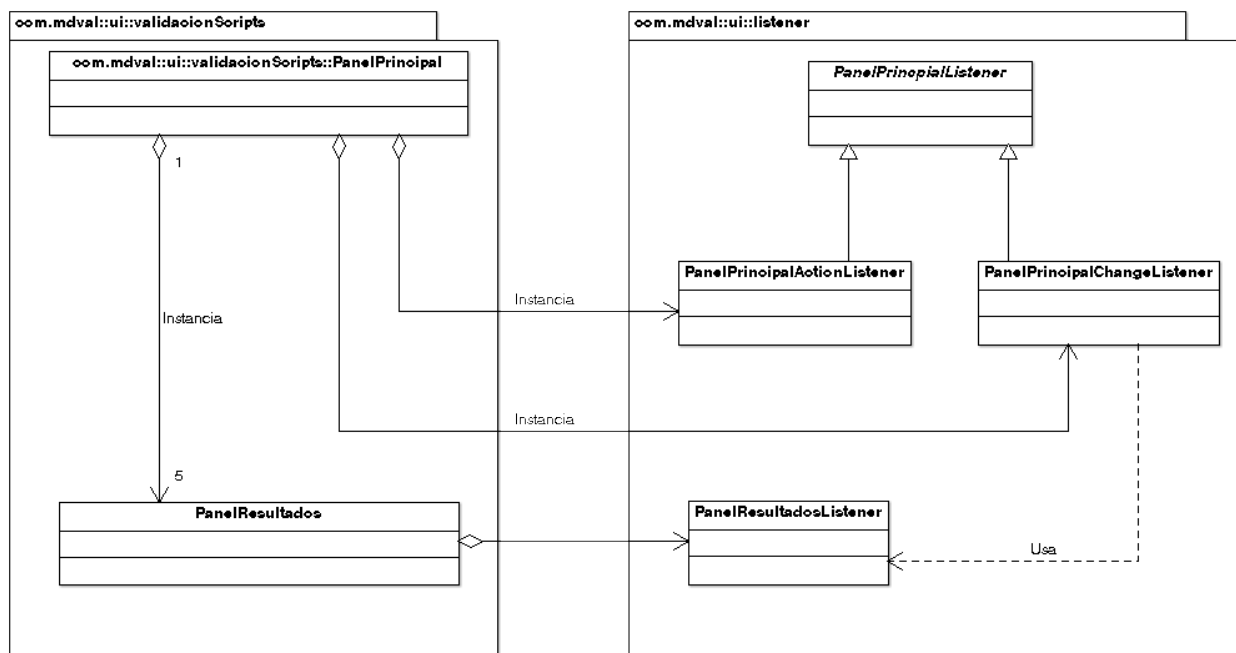 com.mdval::ui::validacionScripts
com.mdval::ui::listener
com.mdval::ui::validacionScripts::PanelPrincipal
PanelPrincpialListener
1
PanelPrincipalActionListener
PanelPrincipalChangeListener
Instancia
Instancia
Instancia
5
PanelResultados
PanelResultadosListener
Usa